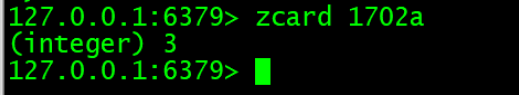 127.0.0.1:6379> zcard 1702a
(integer) 3
127.0.0.1:6379>